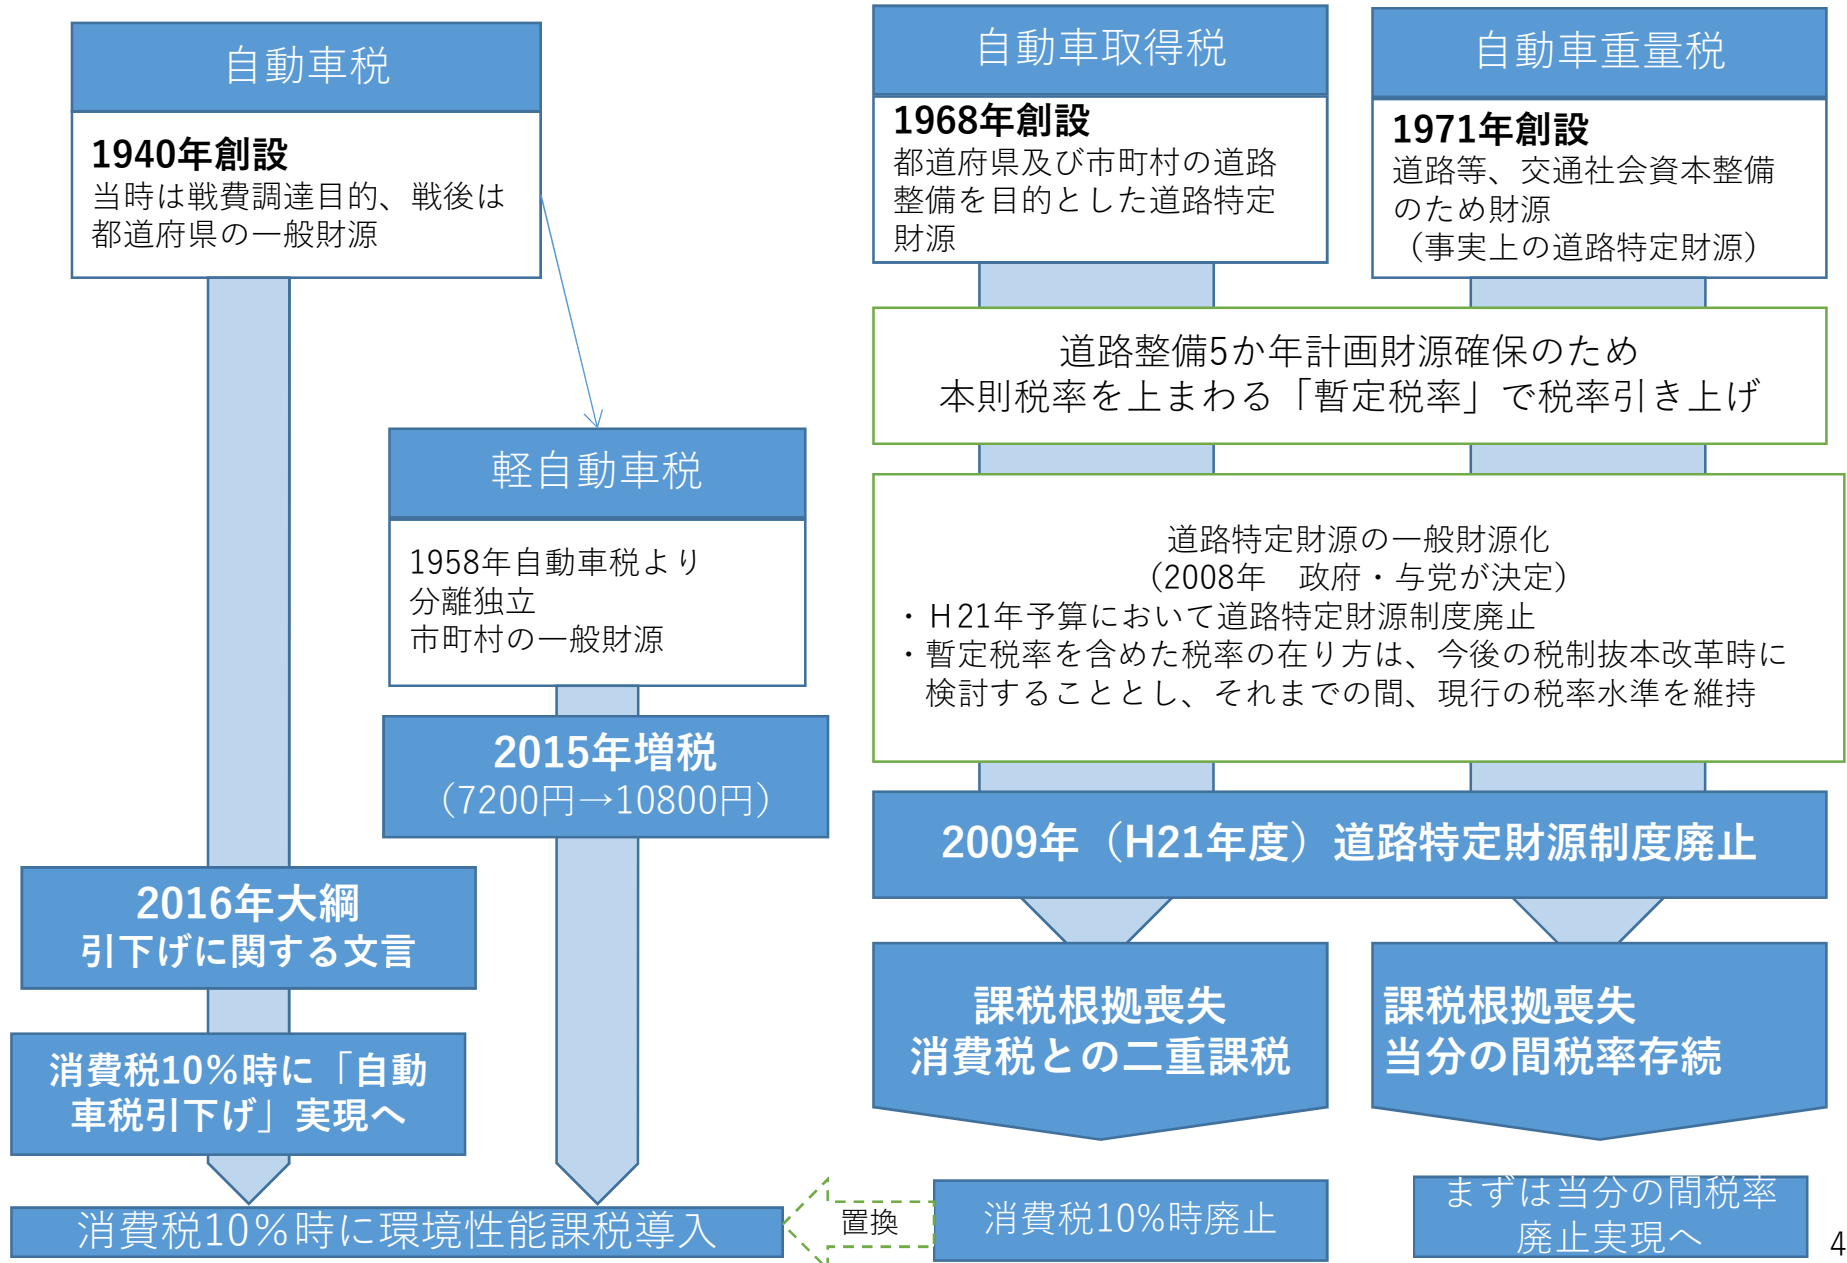 自動車税
1940年創設
当時は戦費調達目的、戦後は
都道府県の一般財源
軽自動車税
1958年自動車税より
分離独立
市町村の一般財源
2015年増税
（7200円→10800円）
2016年大綱
引下げに関する文言
消費税10％時に「自動
車税引下げ」実現へ
消費税10％時に環境性能課税導入
自動車取得税
1968年創設
都道府県及び市町村の道路
整備を目的とした道路特定
財源
自動車重量税
1971年創設
道路等、交通社会資本整備
のため財源
（事実上の道路特定財源）
道路整備5か年計画財源確保のため
本則税率を上まわる「暫定税率」で税率引き上げ
道路特定財源の一般財源化
（2008年　政府・与党が決定）
・Ｈ21年予算において道路特定財源制度廃止
・暫定税率を含めた税率の在り方は、今後の税制抜本改革時に
検討することとし、それまでの間、現行の税率水準を維持
2009年（H21年度）道路特定財源制度廃止
課税根拠喪失
消費税との二重課税
課税根拠喪失
当分の間税率存続
置換
消費税10%時廃止
まずは当分の間税率
廃止実現へ
4